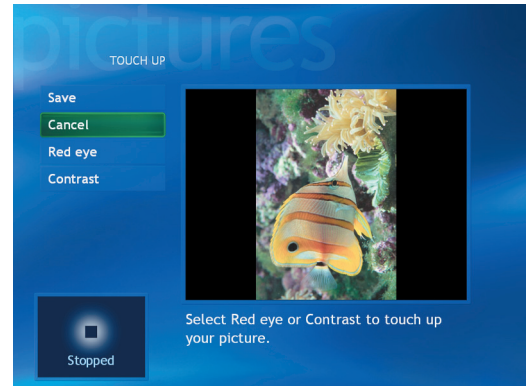 pictures
TOUCH UP
Save
Cancel
Red eye
Contrast
Select Red eye or Contrast to touch up
your picture.
Stopped